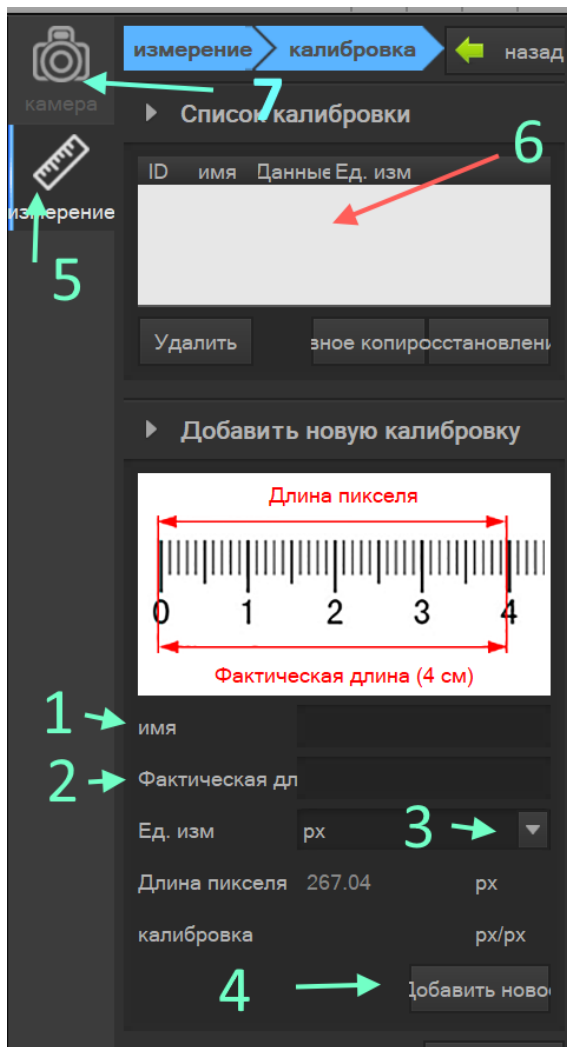 измерение калибровка назад
камера
7
Список калибровки
6
ID имя Данные Ед. изм
измерение
5
Удалить вное копиро сстановлени
Добавить новую калибровку
Длина пикселя
0 1 2 3 4
Фактическая длина (4 см)
1 имя
2 Фактическая дл
Ед. изм px 3
Длина пикселя 267.04 px
калибровка px/px
4 Добавить ново